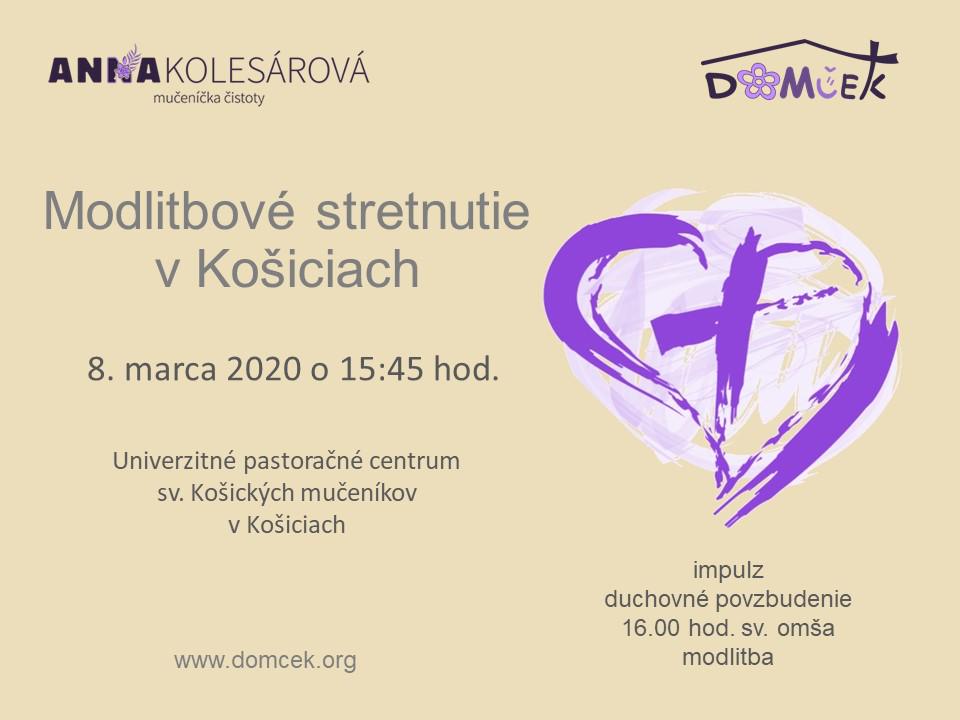 ANNA KOLESÁROVÁ
mučeníčka čistoty
DOMČEK
Modlitbové stretnutie
v Košiciach
8. marca 2020 o 15:45 hod.
Univerzitné pastoračné centrum
sv. Košických mučeníkov
v Košiciach
www.domcek.org
impulz
duchovné povzbudenie
16.00 hod. sv. omša
modlitba